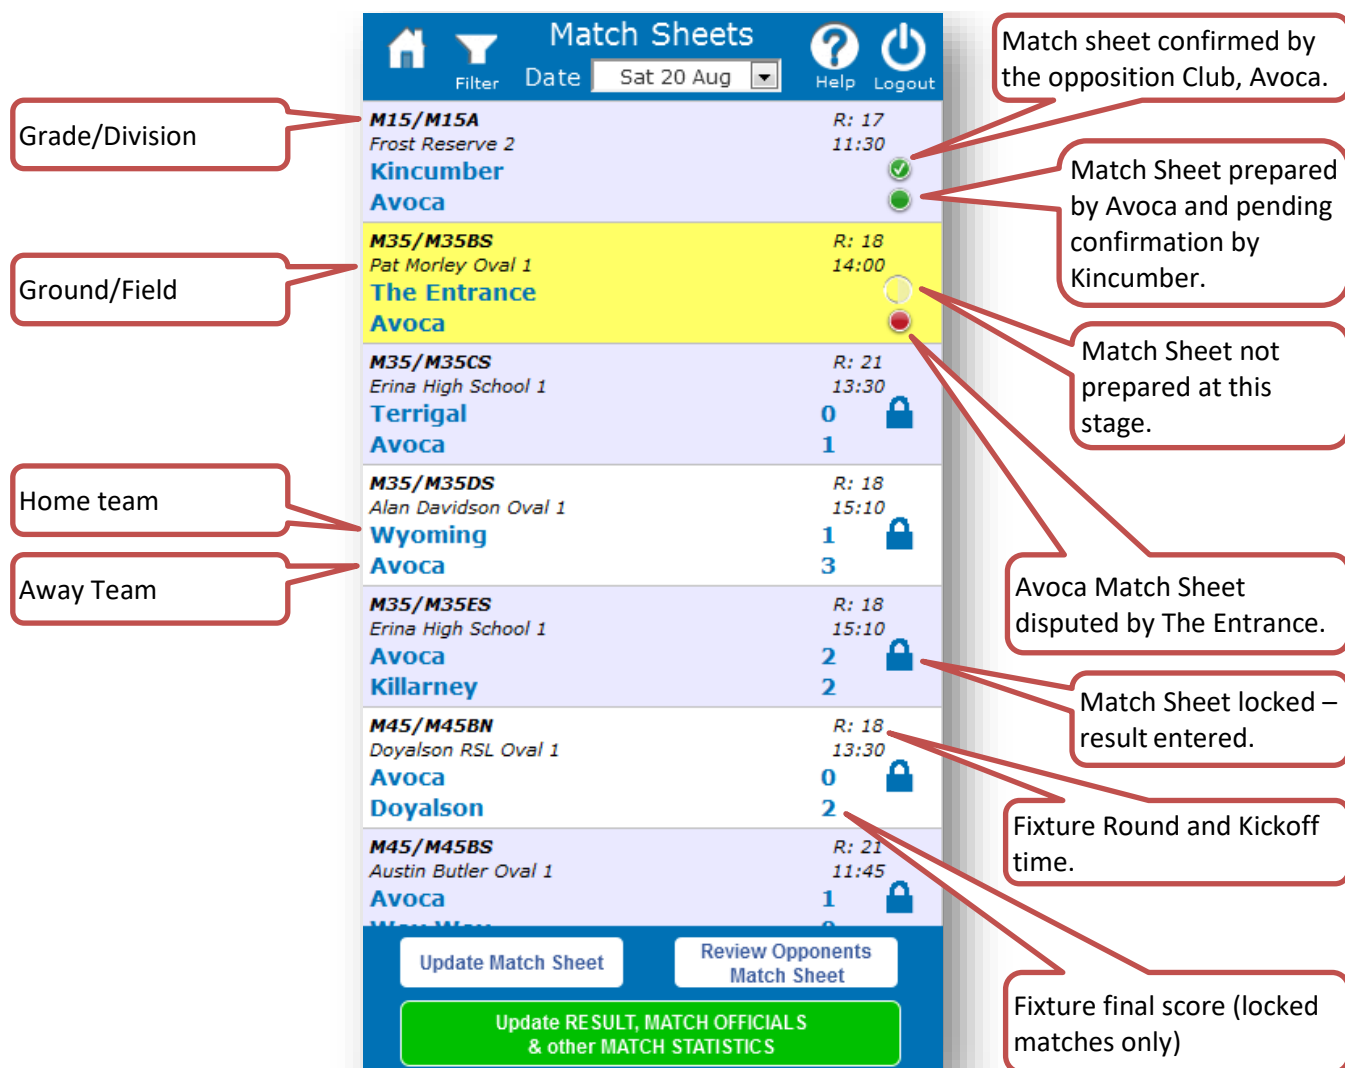 Match Sheets
Filter
Date Sat 20 Aug
Help
Logout
Grade/Division
Ground/Field
Home team
Away Team
M15/M15A R: 17
Frost Reserve 2 11:30
Kincumber
Avoca
M35/M35BS R: 18
Pat Morley Oval 1 14:00
The Entrance
Avoca
M35/M35CS R: 21
Erina High School 1 13:30
Terrigal 0
Avoca 1
M35/M35DS R: 18
Alan Davidson Oval 1 15:10
Wyoming 1
Avoca 3
M35/M35ES R: 18
Erina High School 1 15:10
Avoca 2
Killarney 2
M45/M45BN R: 18
Doyalson RSL Oval 1 13:30
Avoca 0
Doyalson 2
M45/M45BS R: 21
Austin Butler Oval 1 11:45
Avoca 1
Update Match Sheet
Review Opponents
Match Sheet
Update RESULT, MATCH OFFICIALS
& other MATCH STATISTICS
Match sheet confirmed by
the opposition Club, Avoca.
Match Sheet prepared
by Avoca and pending
confirmation by
Kincumber.
Match Sheet not
prepared at this
stage.
Avoca Match Sheet
disputed by The Entrance.
Match Sheet locked –
result entered.
Fixture Round and Kickoff
time.
Fixture final score (locked
matches only)